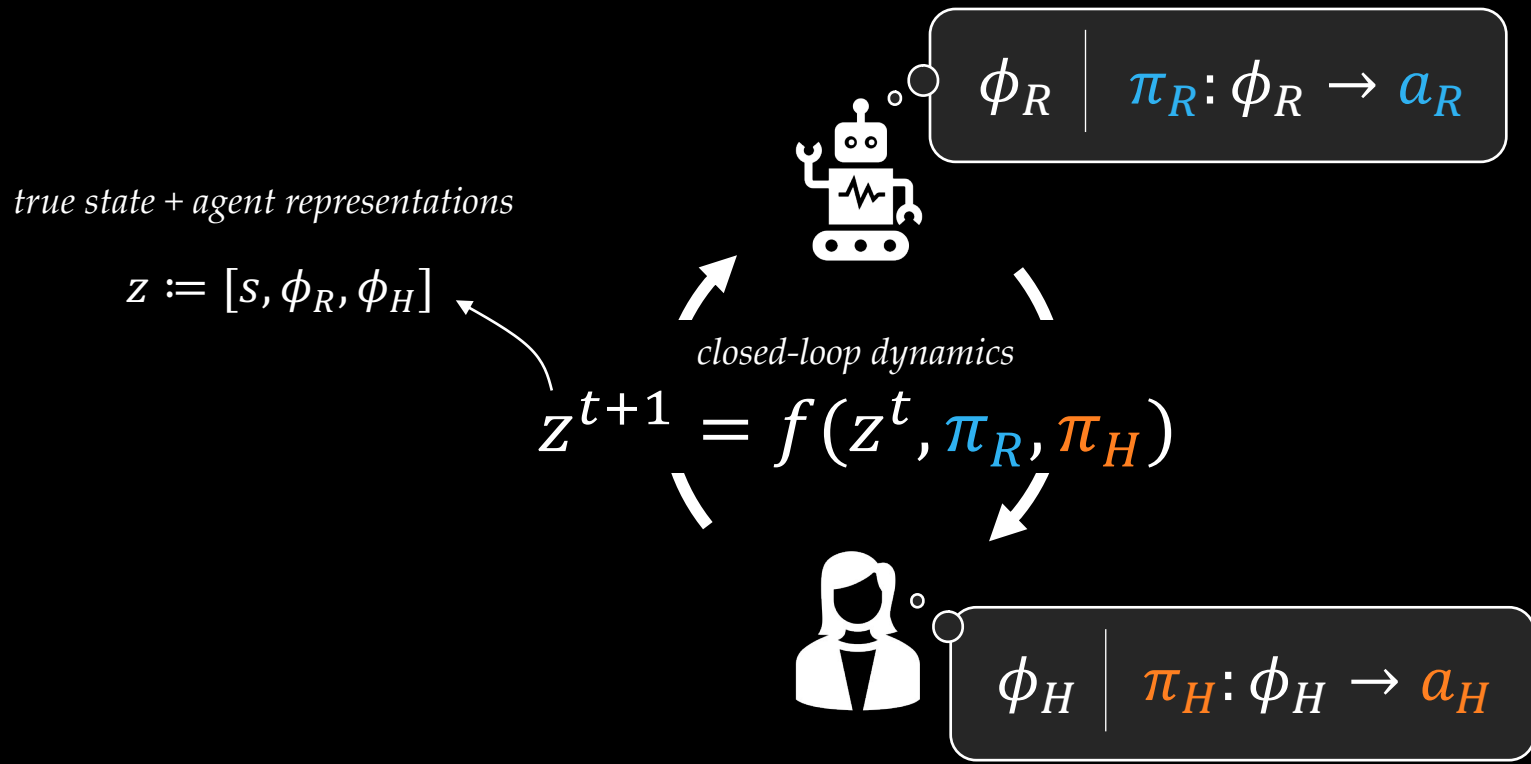 ϕ_R | π_R: ϕ_R → a_R
true state + agent representations
z ≔ [s, ϕ_R, ϕ_H]
closed-loop dynamics
z^{t+1} = f(z^t, π_R, π_H)
ϕ_H | π_H: ϕ_H → a_H